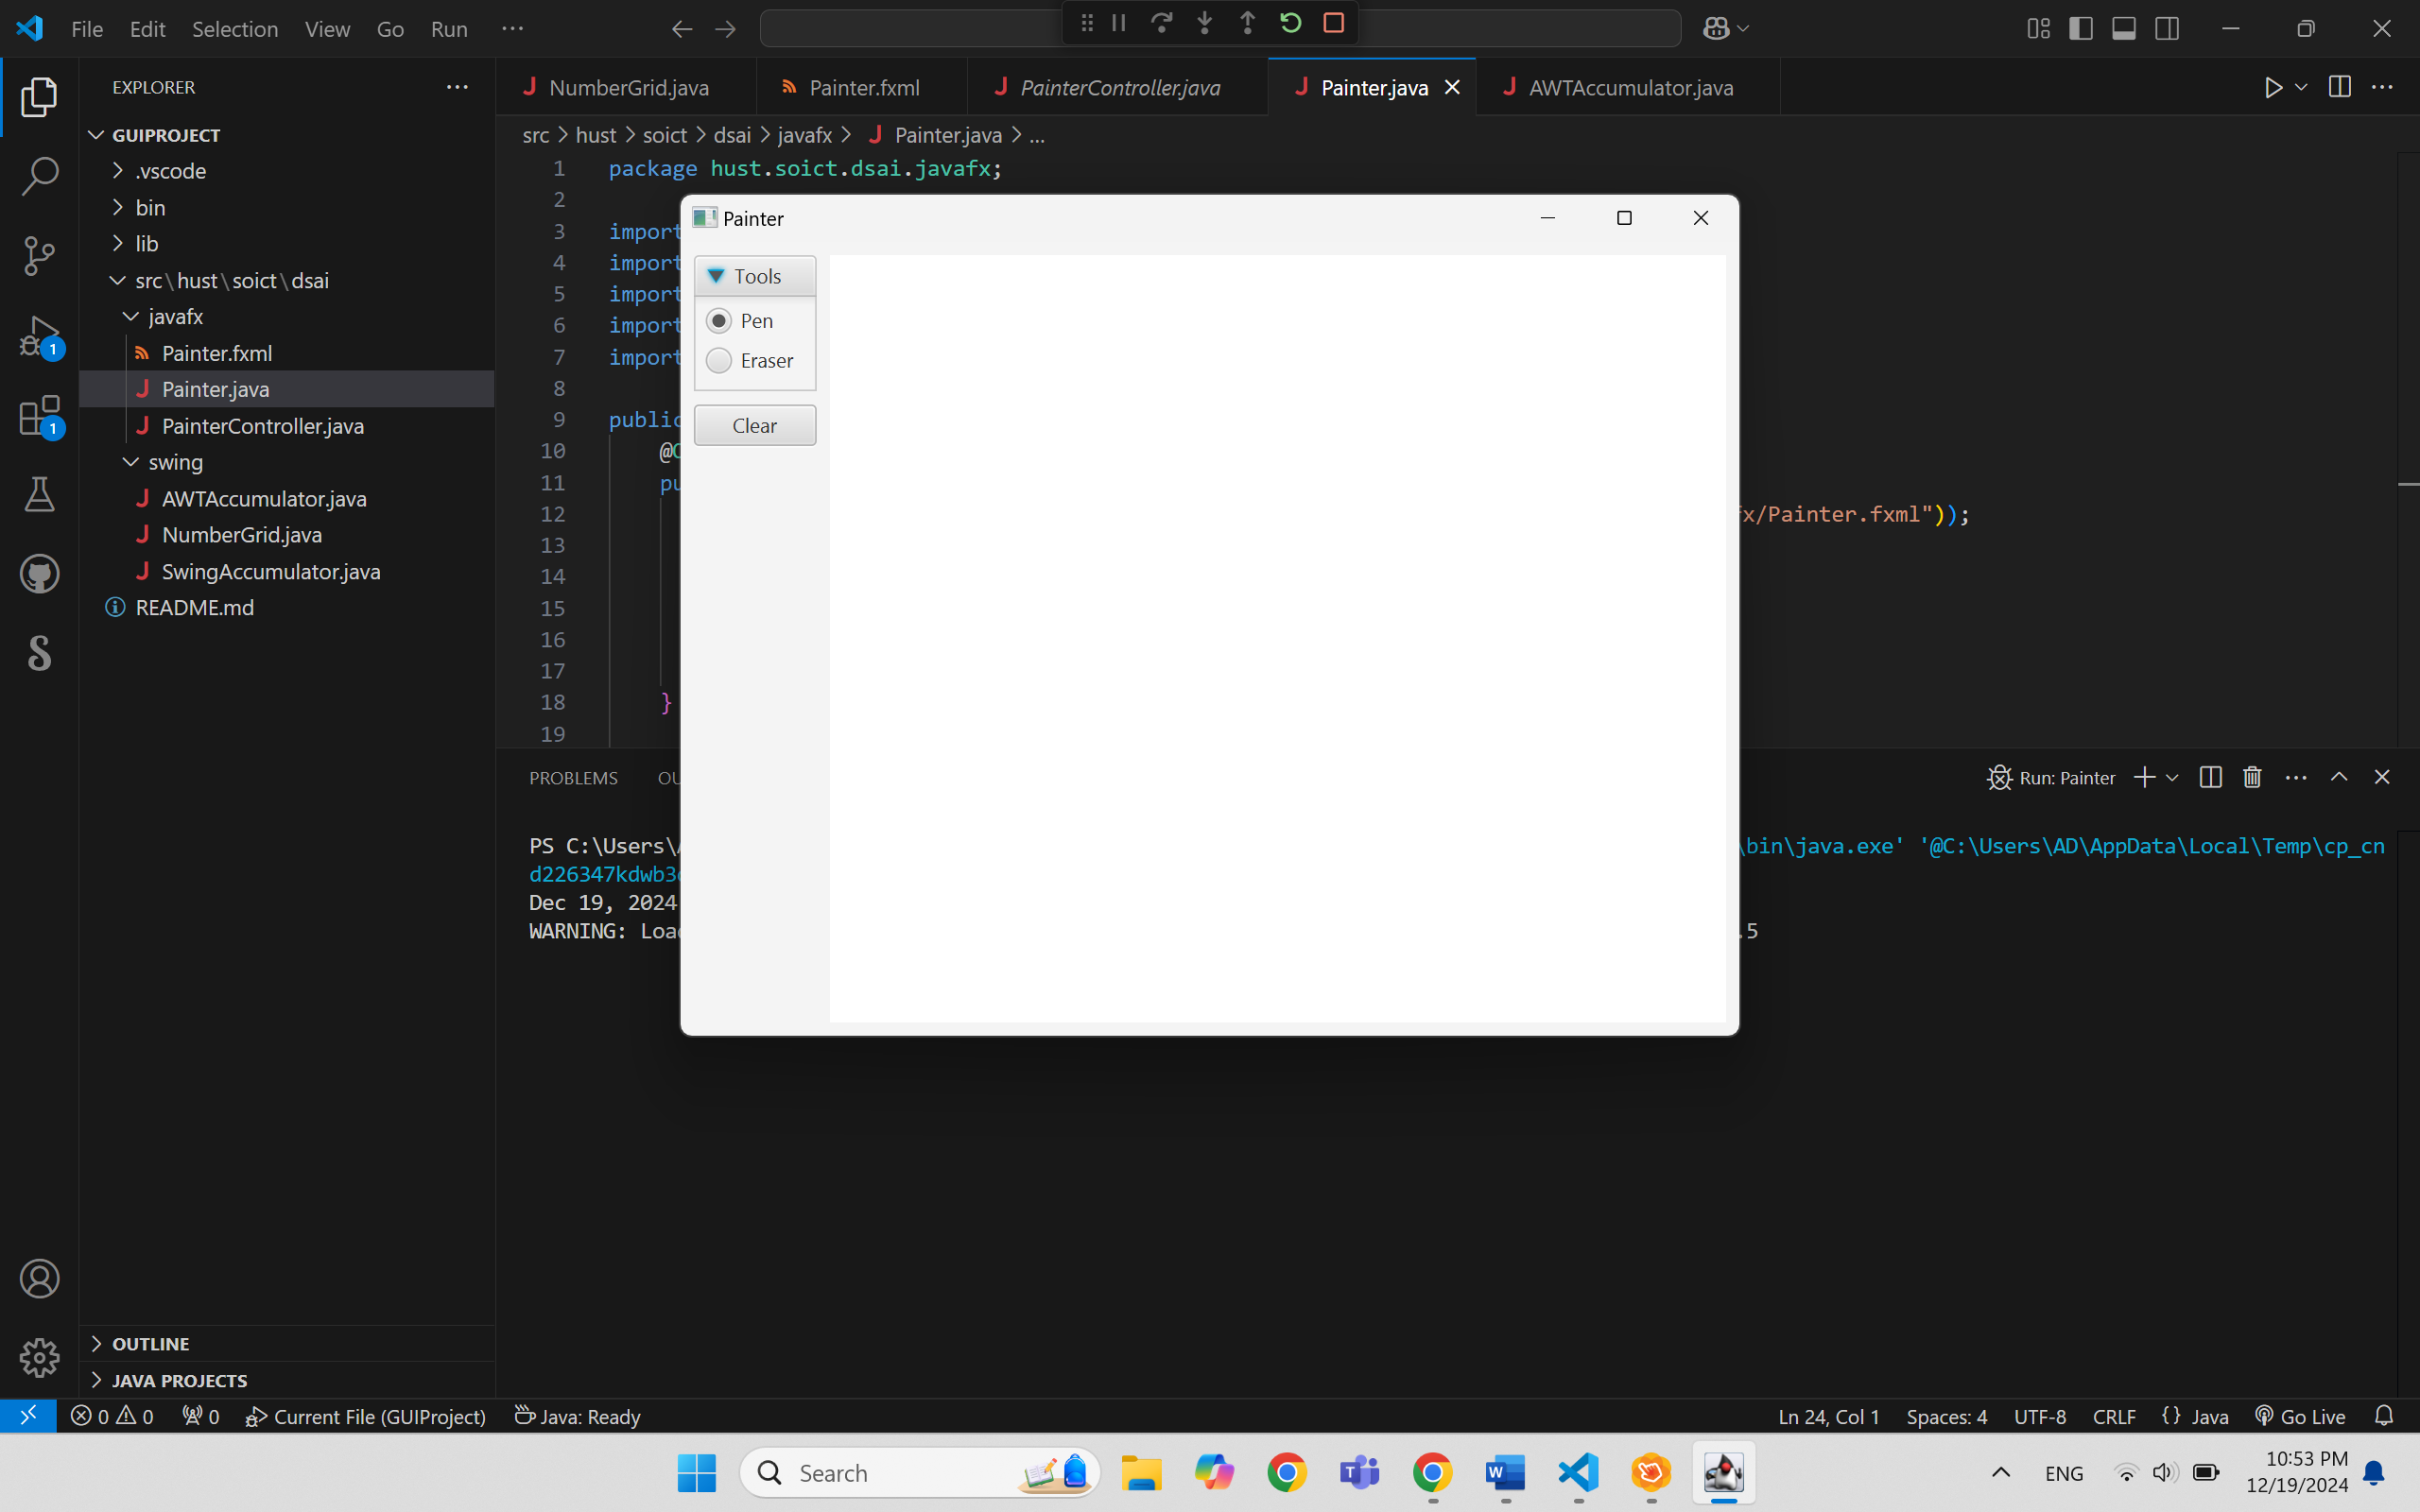 File Edit Selection View Go Run ...
EXPLORER
GUIPROJECT
.vscode
bin
lib
src\hust\soict\dsai
javafx
Painter.fxml
Painter.java
PainterController.java
swing
AWTAccumulator.java
NumberGrid.java
SwingAccumulator.java
README.md
OUTLINE
JAVA PROJECTS
1
1
NumberGrid.java Painter.fxml PainterController.java Painter.java AWTAccumulator.java
src > hust > soict > dsai > javafx > Painter.java > ...
1 package hust.soict.dsai.javafx;
2
3 import
4 import
5 import
6 import
7 import
8
9 public
10 @
11 pu
12 fx/Painter.fxml"));
13
14
15
16
17
18 }
19
Painter
Tools
Pen
Eraser
Clear
PROBLEMS OU
Run: Painter
PS C:\Users\ \bin\java.exe' '@C:\Users\AD\AppData\Local\Temp\cp_cn
d226347kdwb3
Dec 19, 2024
WARNING: Loa .5
0 0 0 Current File (GUIProject) Java: Ready Ln 24, Col 1 Spaces: 4 UTF-8 CRLF {} Java Go Live
Search
ENG
10:53 PM
12/19/2024